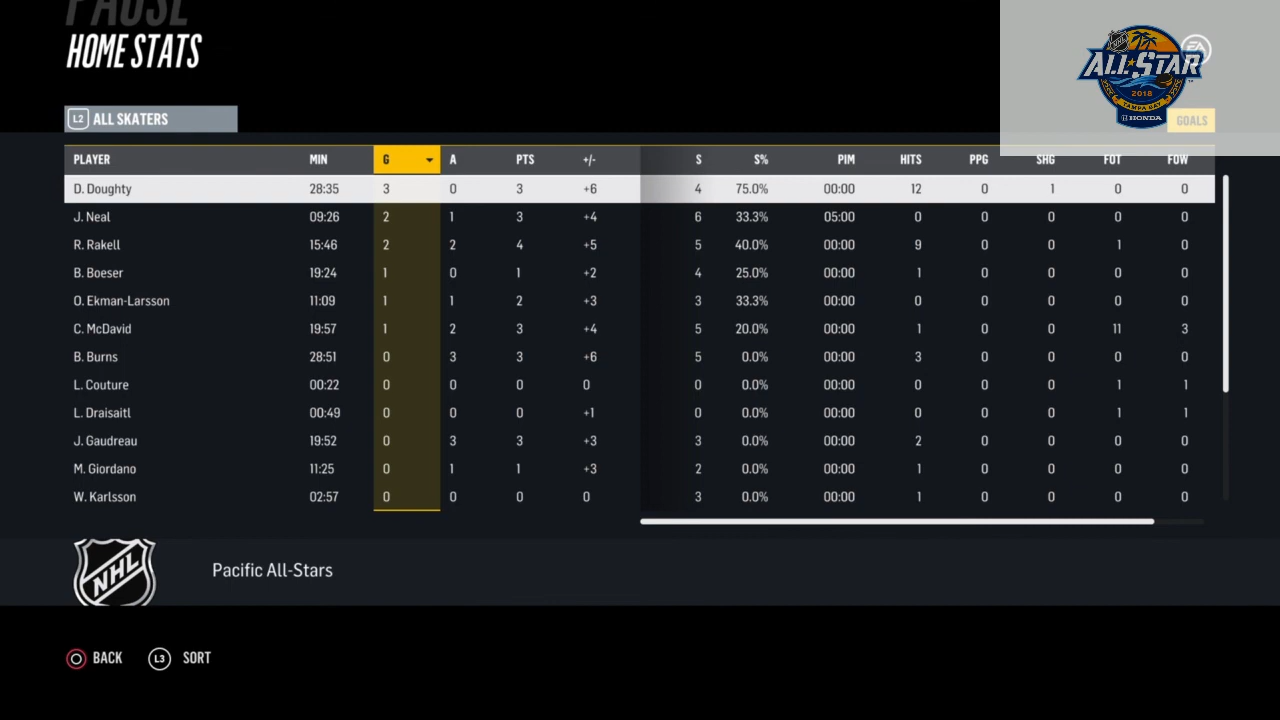 PAUSE
HOME STATS
NHL
ALL★STAR
2018
TAMPA BAY
HONDA
EA
L2 ALL SKATERS
GOALS
PLAYER MIN G A PTS +/- S S% PIM HITS PPG SHG FOT FOW
D. Doughty 28:35 3 0 3 +6 4 75.0% 00:00 12 0 1 0 0
J. Neal 09:26 2 1 3 +4 6 33.3% 05:00 0 0 0 0 0
R. Rakell 15:46 2 2 4 +5 5 40.0% 00:00 9 0 0 1 0
B. Boeser 19:24 1 0 1 +2 4 25.0% 00:00 1 0 0 0 0
O. Ekman-Larsson 11:09 1 1 2 +3 3 33.3% 00:00 0 0 0 0 0
C. McDavid 19:57 1 2 3 +4 5 20.0% 00:00 1 0 0 11 3
B. Burns 28:51 0 3 3 +6 5 0.0% 00:00 3 0 0 0 0
L. Couture 00:22 0 0 0 0 0 0.0% 00:00 0 0 0 1 1
L. Draisaitl 00:49 0 0 0 +1 0 0.0% 00:00 0 0 0 1 1
J. Gaudreau 19:52 0 3 3 +3 3 0.0% 00:00 2 0 0 0 0
M. Giordano 11:25 0 1 1 +3 2 0.0% 00:00 1 0 0 0 0
W. Karlsson 02:57 0 0 0 0 3 0.0% 00:00 1 0 0 0 0
NHL
Pacific All-Stars
BACK L3 SORT